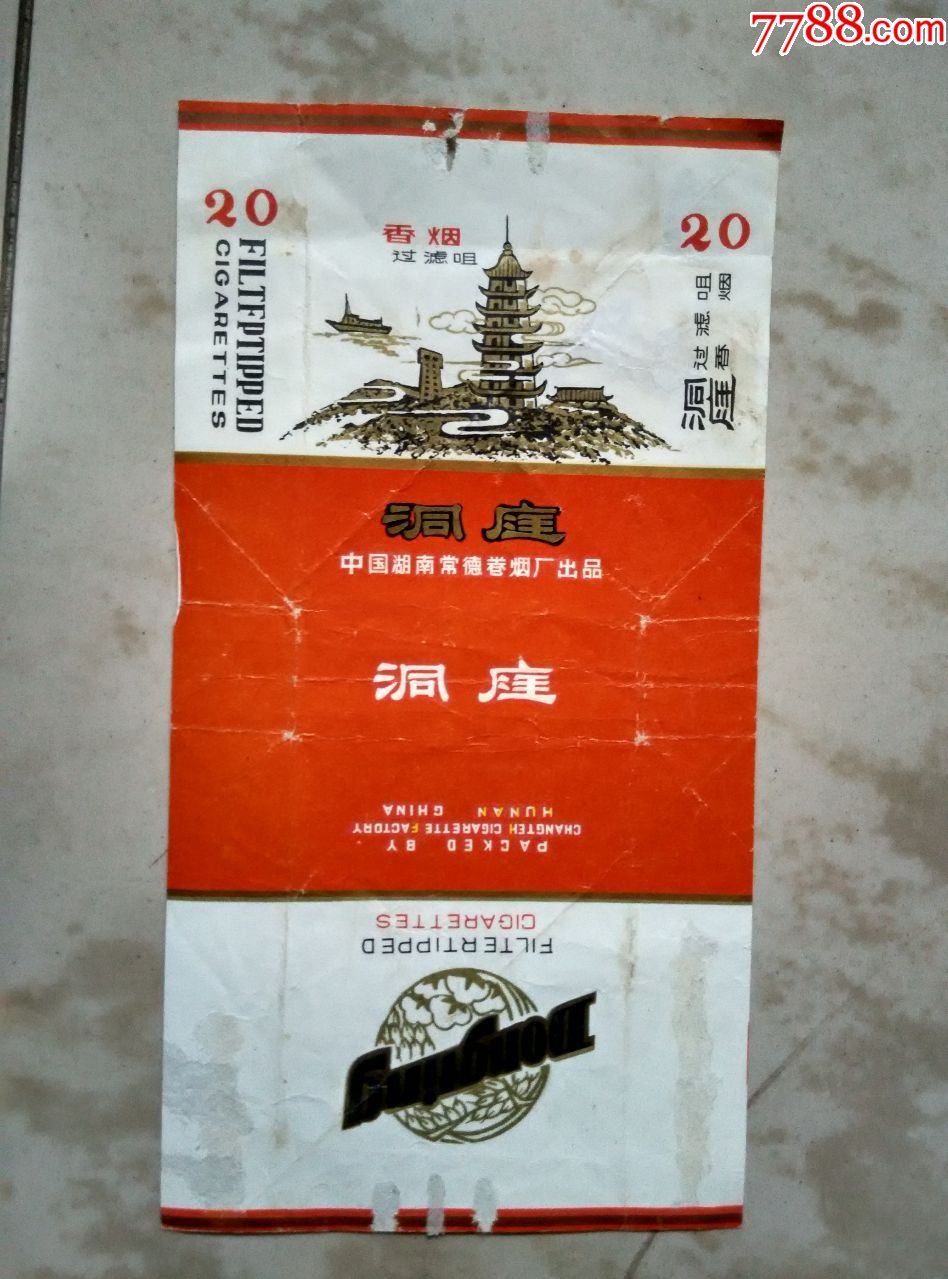 7788.com
20
FILTFPTIPPED
CIGARETTES
香烟
过滤咀
20
洞庭
过滤咀
香烟
洞庭
中国湖南常德卷烟厂出品
洞庭
PACKED BY
CHANGTEH CIGARETTE FACTORY
HUNAN GHINA
FILTERTIPPED
CIGARETTES
Dongting